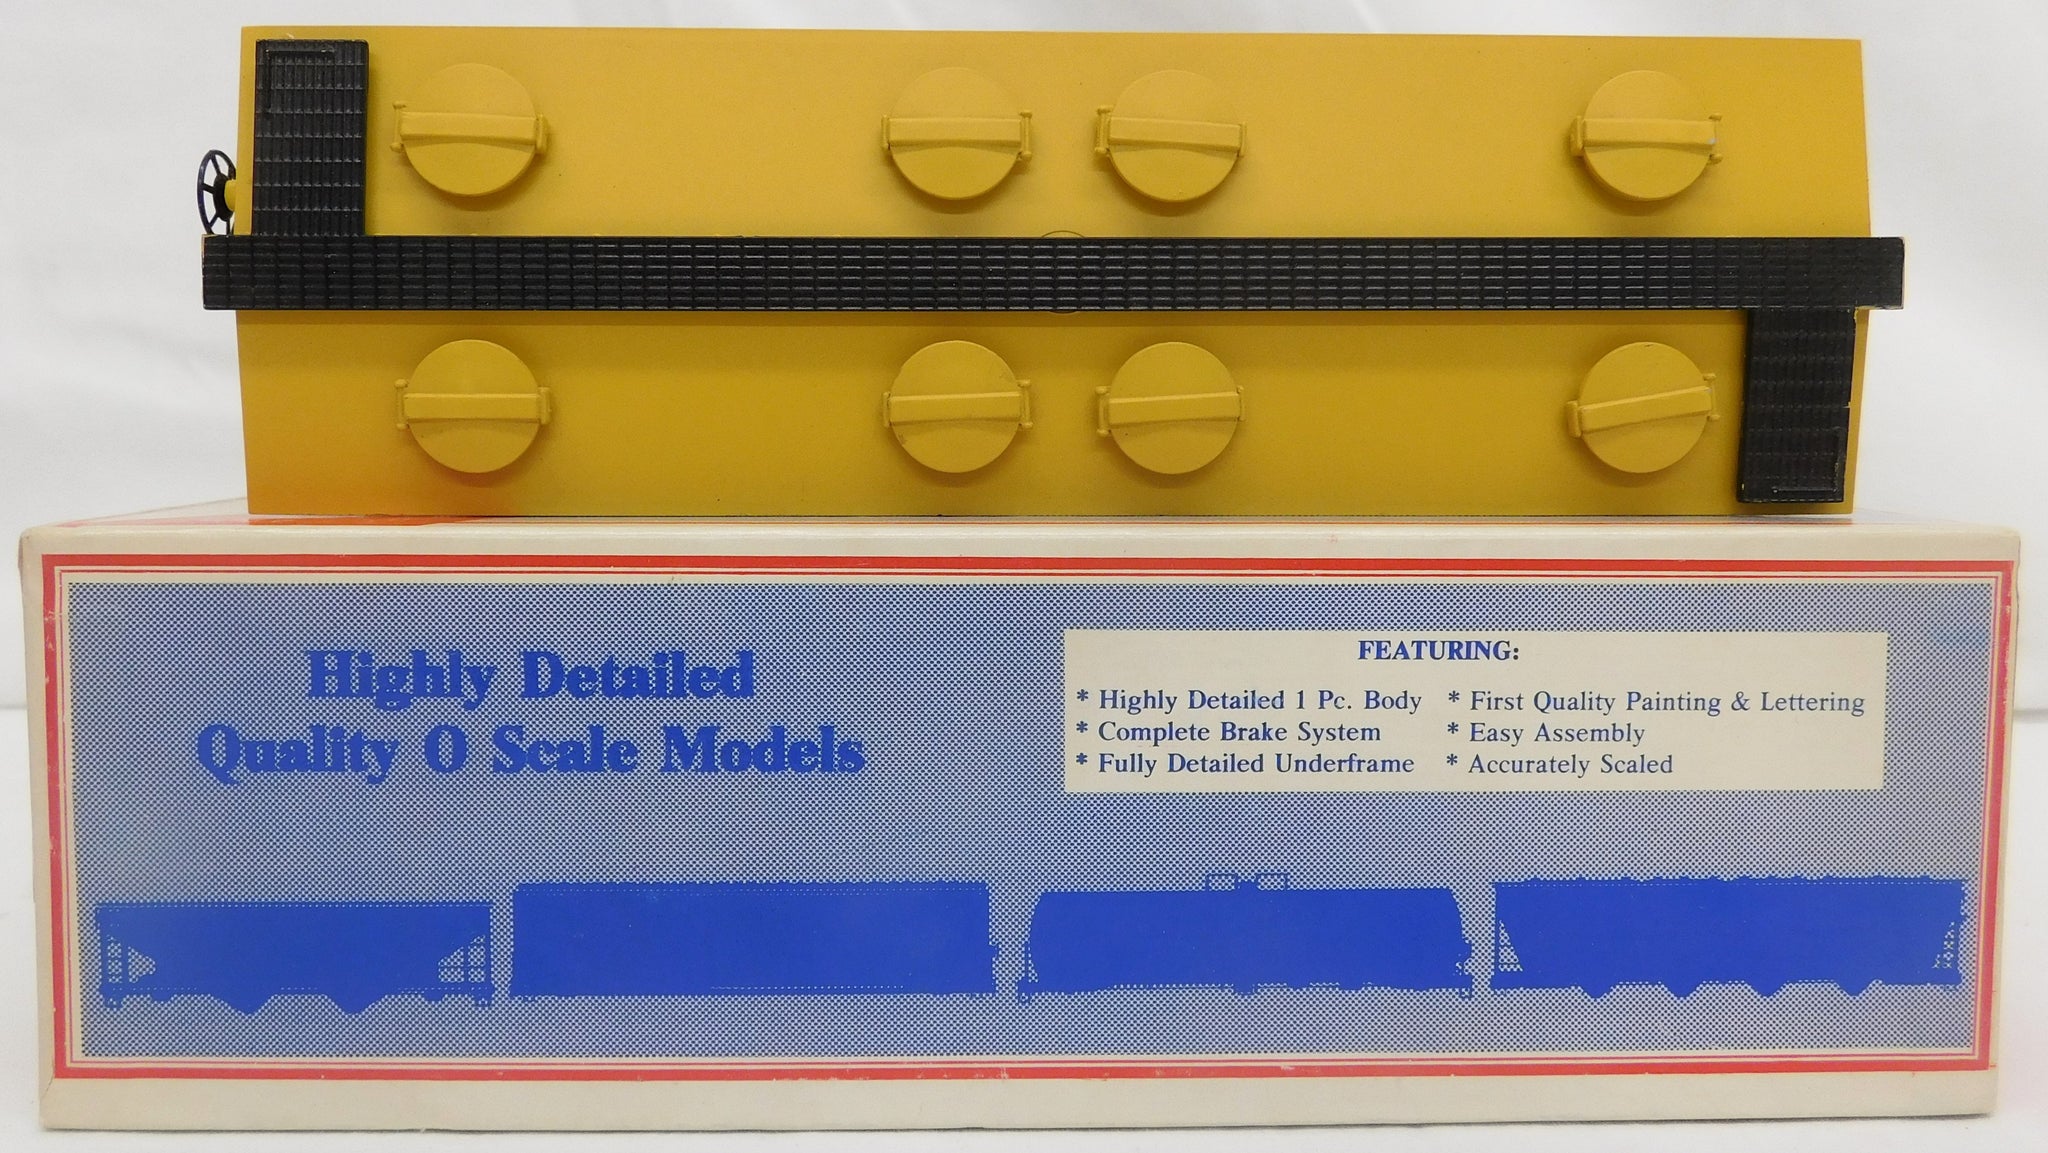 Highly Detailed
Quality O Scale Models
FEATURING:
* Highly Detailed 1 Pc. Body
* Complete Brake System
* Fully Detailed Underframe
* First Quality Painting & Lettering
* Easy Assembly
* Accurately Scaled